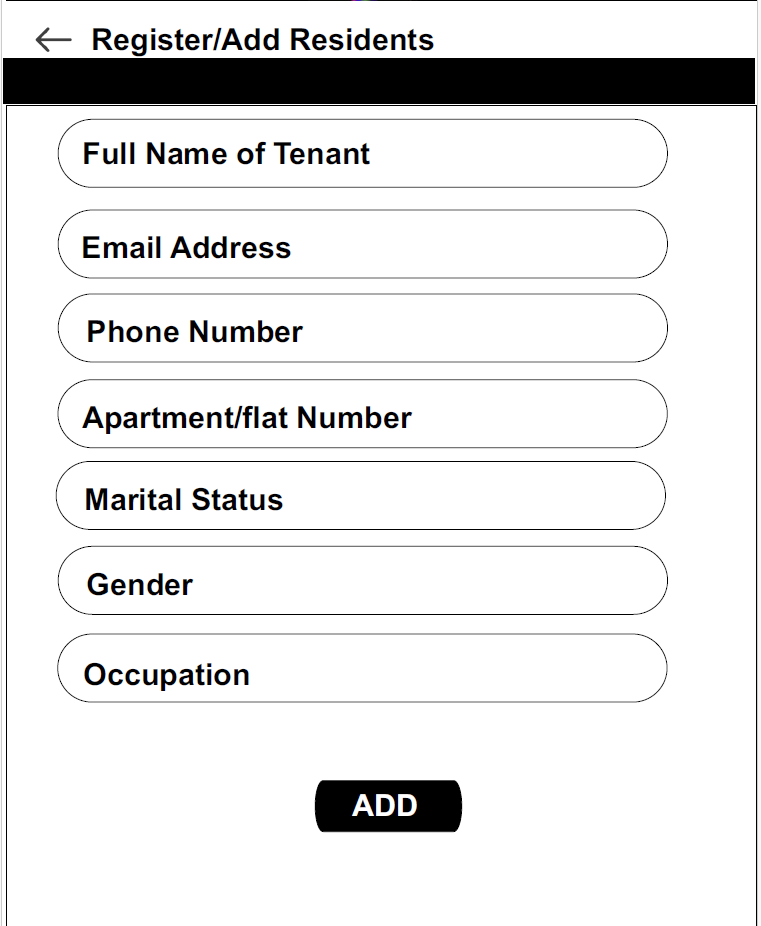 Register/Add Residents
Full Name of Tenant
Email Address
Phone Number
Apartment/flat Number
Marital Status
Gender
Occupation
ADD